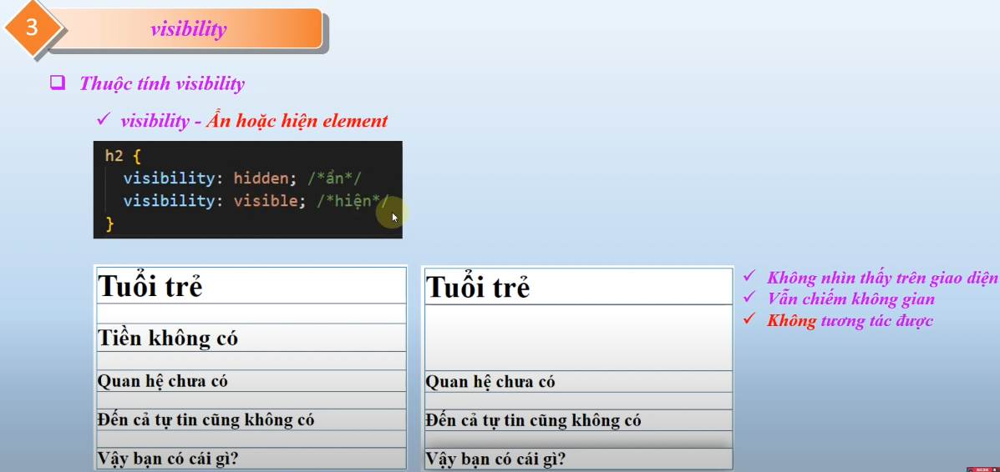 3
visibility
Thuộc tính visibility
visibility - Ẩn hoặc hiện element
h2 {
visibility: hidden; /*ẩn*/
visibility: visible; /*hiện*/
}
Tuổi trẻ
Tiền không có
Quan hệ chưa có
Đến cả tự tin cũng không có
Vậy bạn có cái gì?
Tuổi trẻ
Quan hệ chưa có
Đến cả tự tin cũng không có
Vậy bạn có cái gì?
Không nhìn thấy trên giao diện
Vẫn chiếm không gian
Không tương tác được